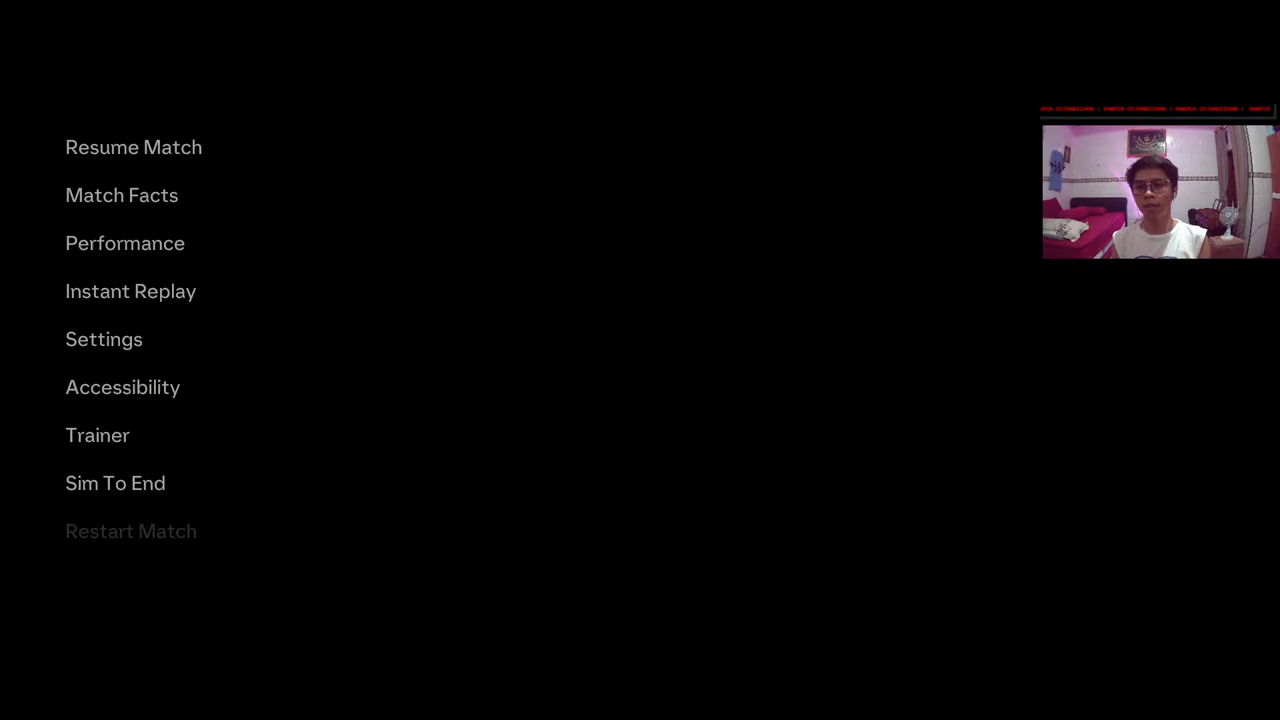 Resume Match
Match Facts
Performance
Instant Replay
Settings
Accessibility
Trainer
Sim To End
Restart Match